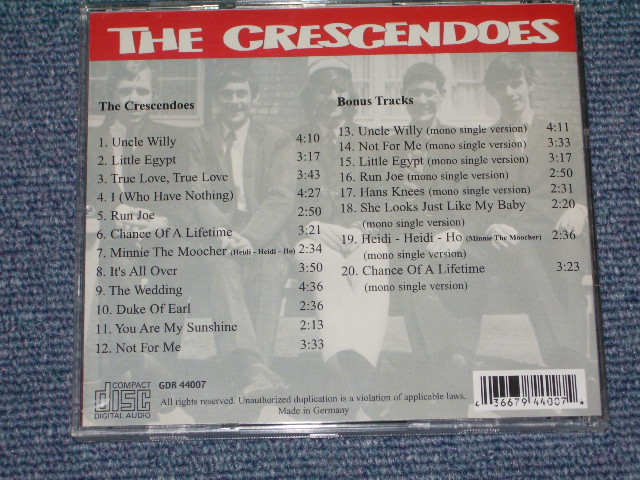 THE CRESCENDOES
The Crescendoes
1. Uncle Willy 4:10
2. Little Egypt 3:17
3. True Love, True Love 3:43
4. I (Who Have Nothing) 4:27
5. Run Joe 2:50
6. Chance Of A Lifetime 3:21
7. Minnie The Moocher (Heidi - Heidi - Ho) 2:34
8. It's All Over 3:50
9. The Wedding 4:36
10. Duke Of Earl 2:36
11. You Are My Sunshine 2:13
12. Not For Me 3:33
Bonus Tracks
13. Uncle Willy (mono single version) 4:11
14. Not For Me (mono single version) 3:33
15. Little Egypt (mono single version) 3:17
16. Run Joe (mono single version) 2:50
17. Hans Knees (mono single version) 2:31
18. She Looks Just Like My Baby 2:20
(mono single version)
19. Heidi - Heidi - Ho (Minnie The Moocher) 2:36
(mono single version)
20. Chance Of A Lifetime 3:23
(mono single version)
COMPACT
disc
DIGITAL AUDIO
GDR 44007
All rights reserved. Unauthorized duplication is a violation of applicable laws.
Made in Germany
4 36679 44007 4